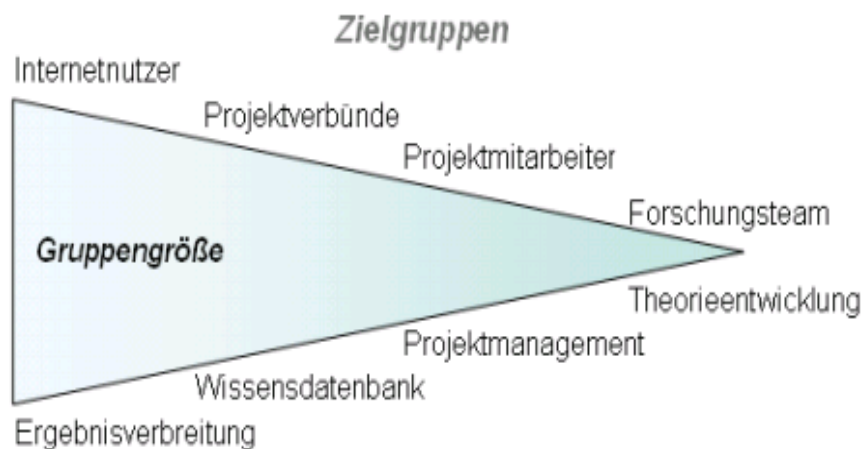 Zielgruppen
Internetnutzer
Projektverbünde
Projektmitarbeiter
Forschungsteam
Gruppengröße
Theorieentwicklung
Projektmanagement
Wissensdatenbank
Ergebnisverbreitung